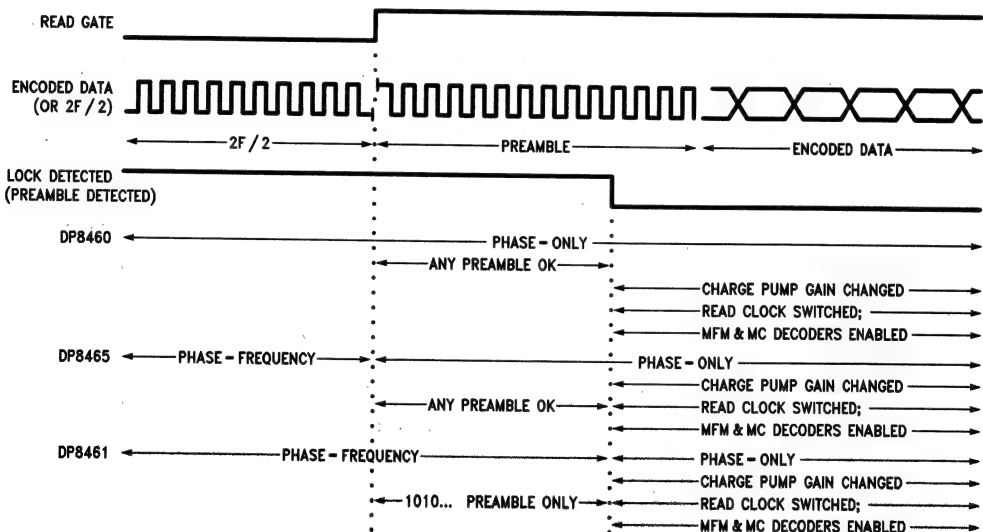 READ GATE
ENCODED DATA
(OR 2F / 2)
2F / 2 PREAMBLE ENCODED DATA
LOCK DETECTED
(PREAMBLE DETECTED)
DP8460 PHASE-ONLY
ANY PREAMBLE OK
CHARGE PUMP GAIN CHANGED
READ CLOCK SWITCHED;
MFM & MC DECODERS ENABLED
DP8465 PHASE-FREQUENCY PHASE-ONLY
CHARGE PUMP GAIN CHANGED
ANY PREAMBLE OK READ CLOCK SWITCHED;
MFM & MC DECODERS ENABLED
DP8461 PHASE-FREQUENCY PHASE-ONLY
CHARGE PUMP GAIN CHANGED
1010... PREAMBLE ONLY READ CLOCK SWITCHED;
MFM & MC DECODERS ENABLED